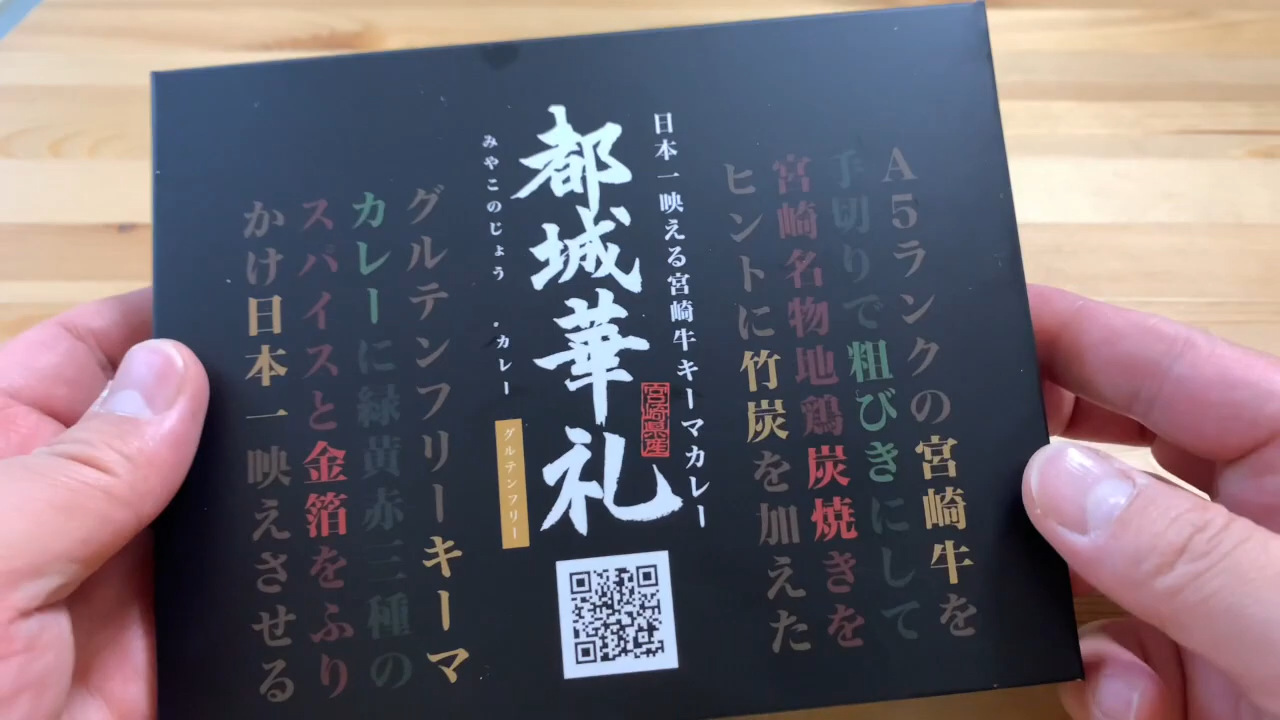 A5ランクの宮崎牛を
手切りで粗びきにして
宮崎名物地鶏炭焼きを
ヒントに竹炭を加えた
日本一映える宮崎牛キーマカレー
宮崎県産
都城華礼
みやこのじょう カレー
グルテンフリー
グルテンフリーキーマ
カレーに緑黄赤三種の
スパイスと金箔をふり
かけ日本一映えさせる